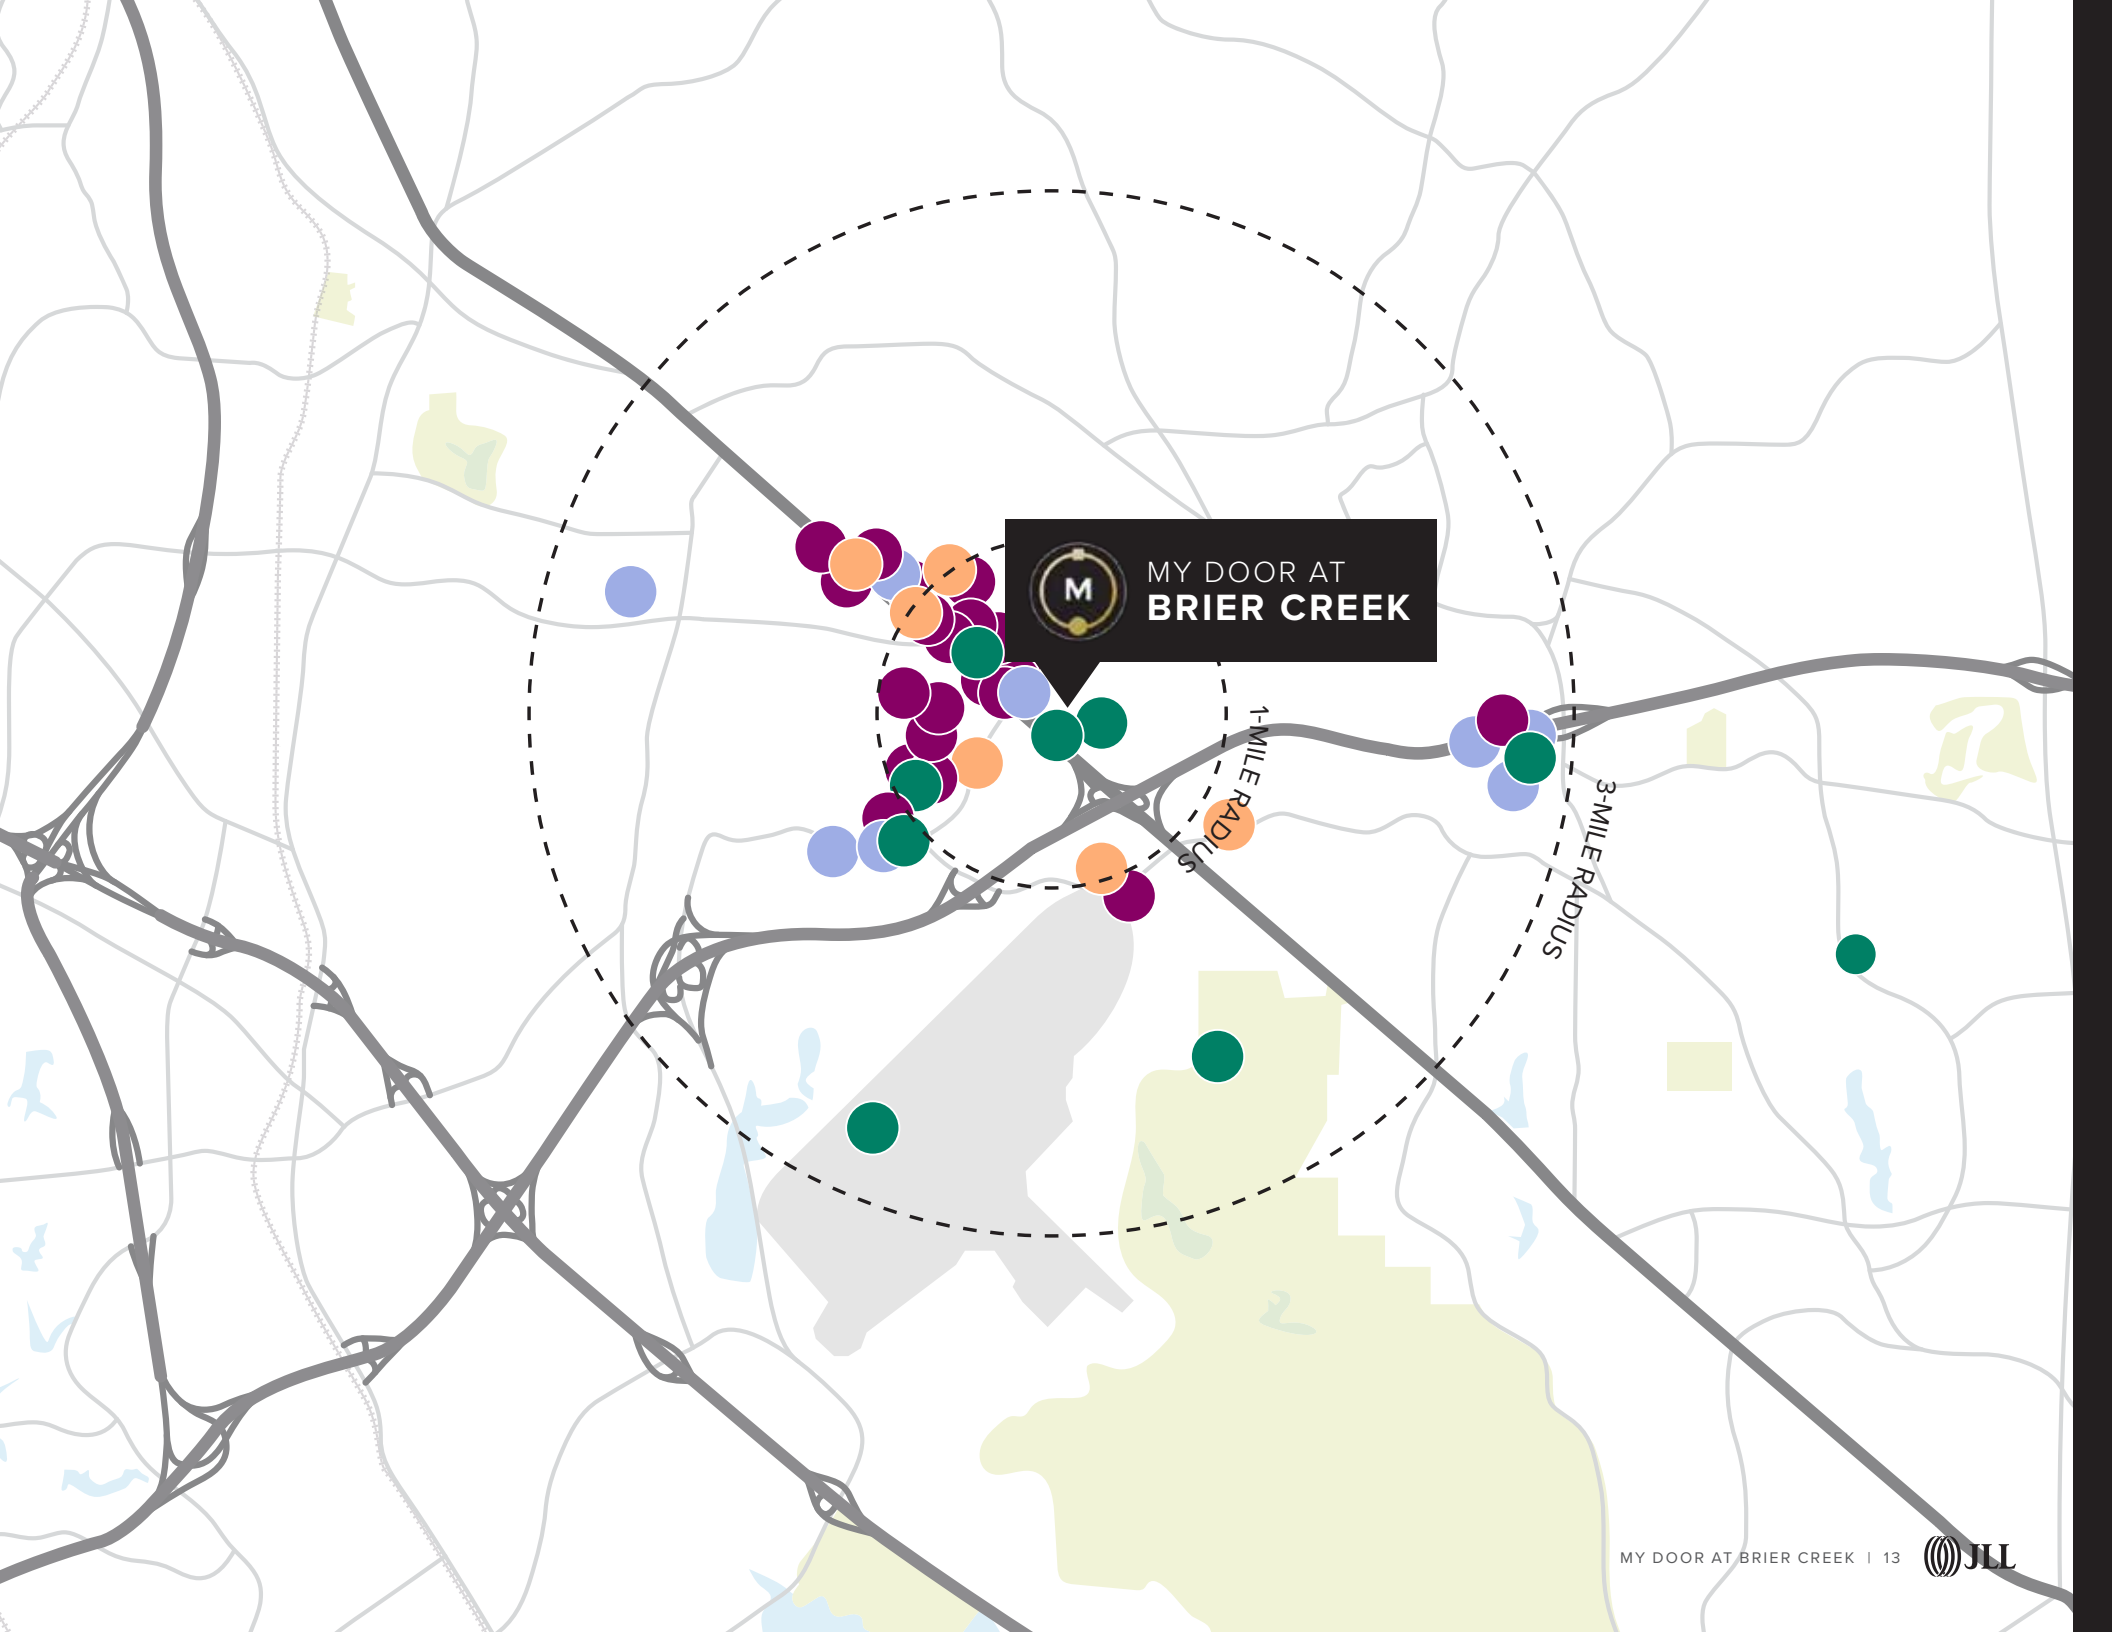 M
MY DOOR AT
BRIER CREEK
1-MILE RADIUS
3-MILE RADIUS
MY DOOR AT BRIER CREEK | 13
JLL